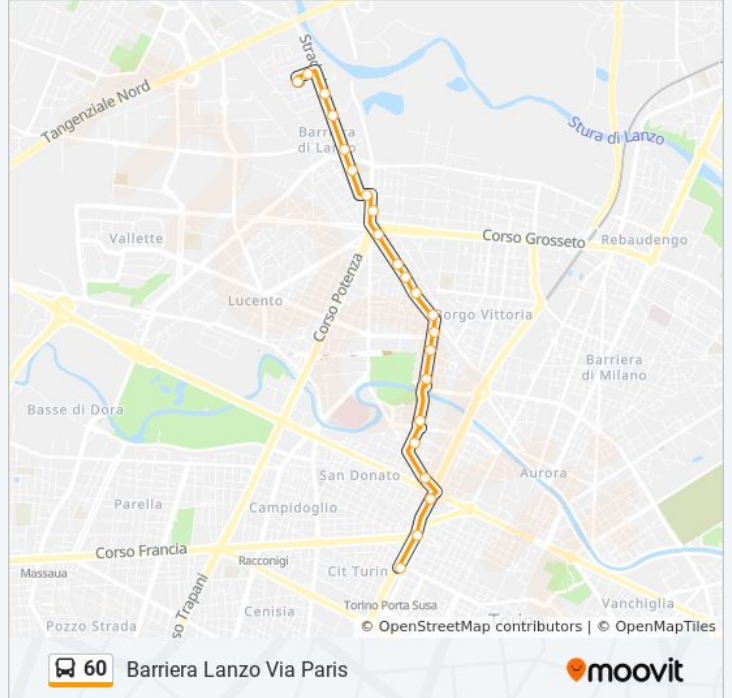 Strad
Tangenziale Nord
Barriera
di Lanzo
Stura di Lanzo
Corso Grosseto
Rebaudengo
Vallette
Corso Potenza
Lucento
Borgo Vittoria
Barriera
di Milano
Basse di Dora
San Donato
Aurora
Parella
Campidoglio
Corso Francia
Racconigi
Massaua
Cit Turin
so Trapani
Torino Porta Susa
Vanchiglia
Cenisia
Pozzo Strada
© OpenStreetMap contributors | © OpenMapTiles
60 Barriera Lanzo Via Paris
moovit